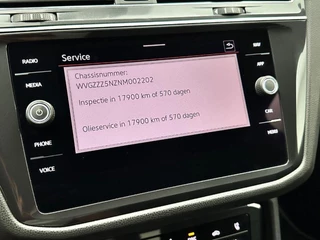 Service
RADIO
MEDIA
PHONE
VOICE
Chassisnummer:
WVGZZZ5NZNM002202
Inspectie in 17900 km of 570 dagen
Olieservice in 17900 km of 570 dagen
NAV
APP
CAR
MENU